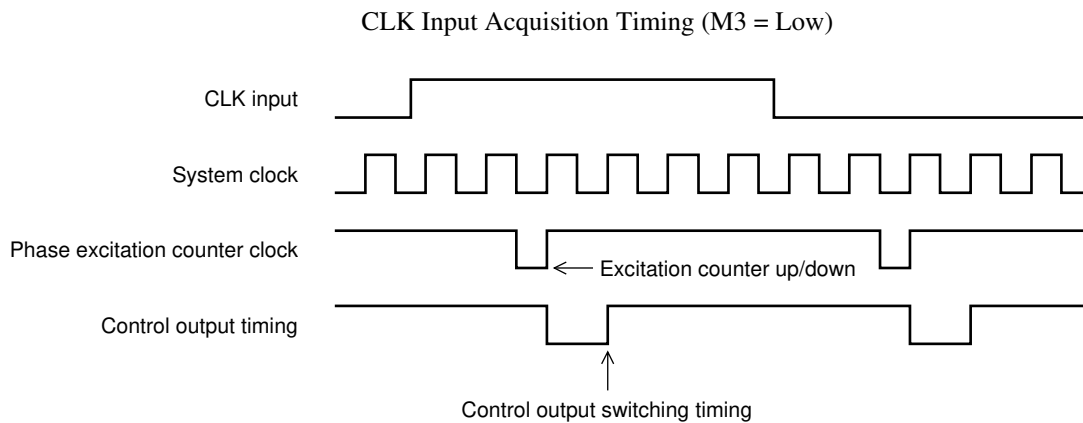 CLK Input Acquisition Timing (M3 = Low)
CLK input
System clock
Phase excitation counter clock
Excitation counter up/down
Control output timing
Control output switching timing